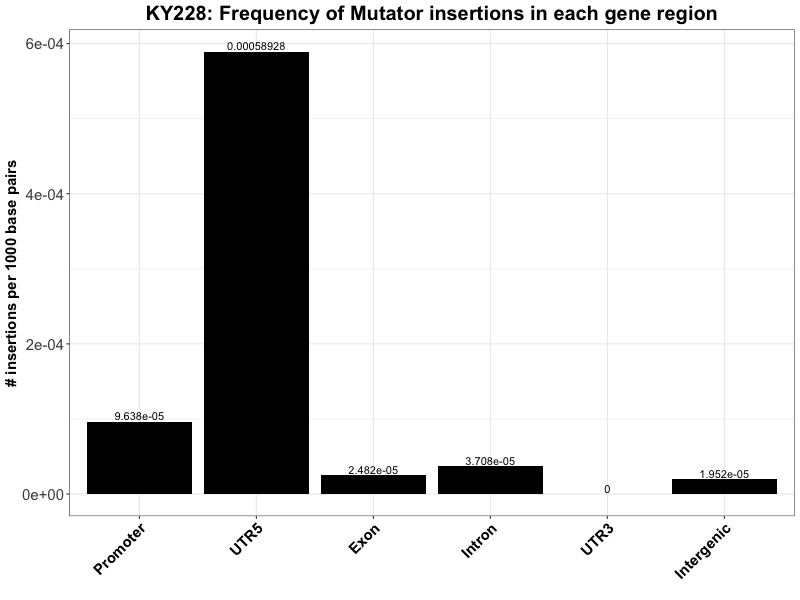 KY228: Frequency of Mutator insertions in each gene region
# insertions per 1000 base pairs
6e-04
4e-04
2e-04
0e+00
9.638e-05
0.00058928
2.482e-05
3.708e-05
0
1.952e-05
Promoter
UTR5
Exon
Intron
UTR3
Intergenic